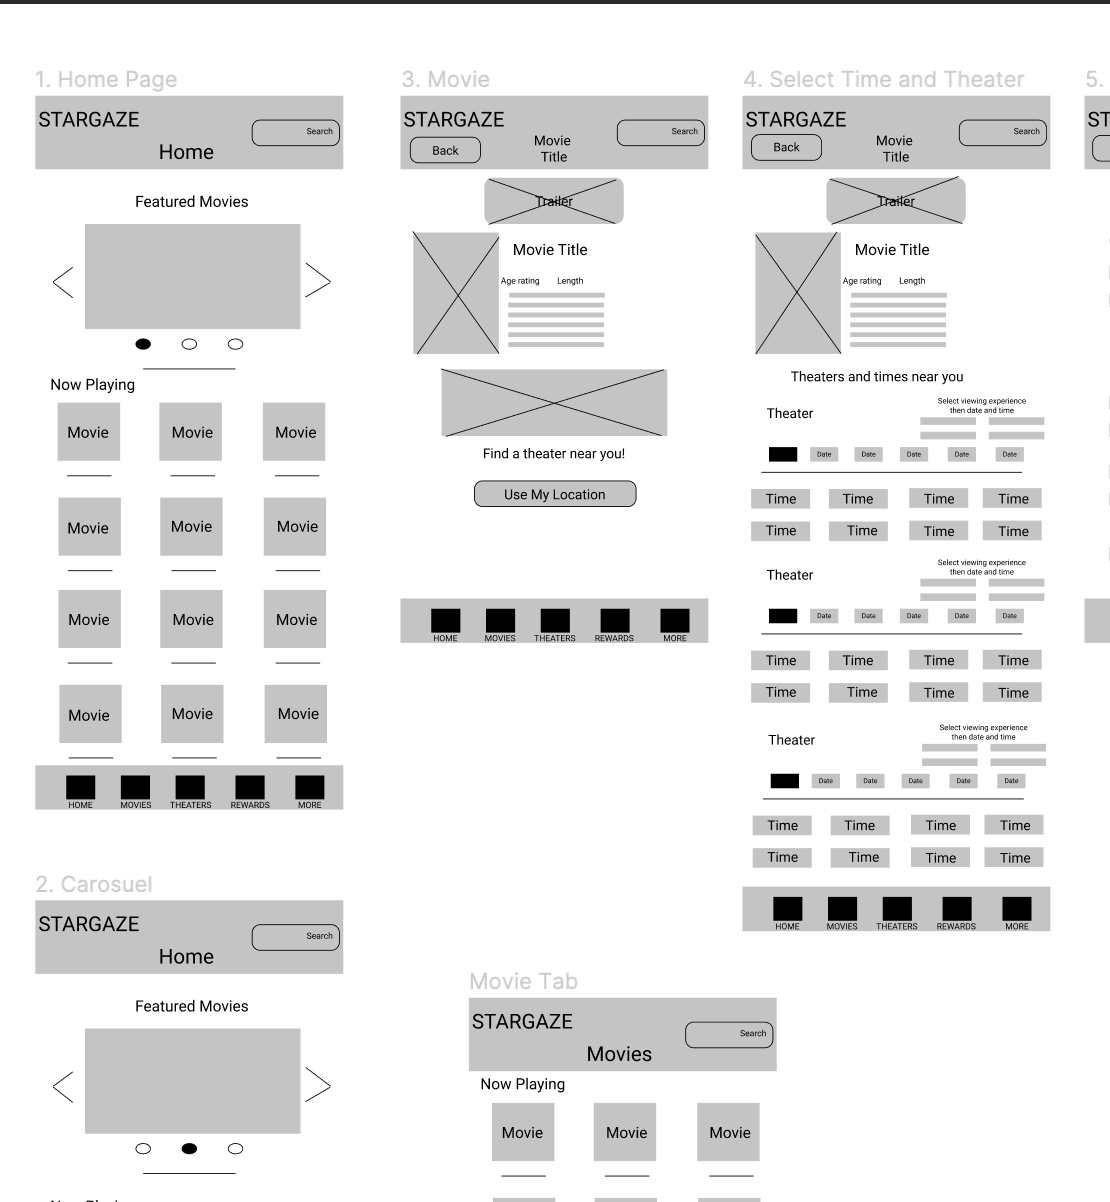 1. Home Page
STARGAZE
Search
Home
Featured Movies
Now Playing
Movie Movie Movie
Movie Movie Movie
Movie Movie Movie
Movie Movie Movie
HOME MOVIES THEATERS REWARDS MORE
2. Carosuel
STARGAZE
Search
Home
Featured Movies
3. Movie
STARGAZE
Search
Back
Movie
Title
Trailer
Movie Title
Age rating Length
Find a theater near you!
Use My Location
HOME MOVIES THEATERS REWARDS MORE
4. Select Time and Theater
STARGAZE
Search
Back
Movie
Title
Trailer
Movie Title
Age rating Length
Theaters and times near you
Theater
Select viewing experience
then date and time
Date Date Date Date Date
Time Time Time Time
Time Time Time Time
Theater
Select viewing experience
then date and time
Date Date Date Date Date
Time Time Time Time
Time Time Time Time
Theater
Select viewing experience
then date and time
Date Date Date Date Date
Time Time Time Time
Time Time Time Time
HOME MOVIES THEATERS REWARDS MORE
Movie Tab
STARGAZE
Search
Movies
Now Playing
Movie Movie Movie
5.
ST